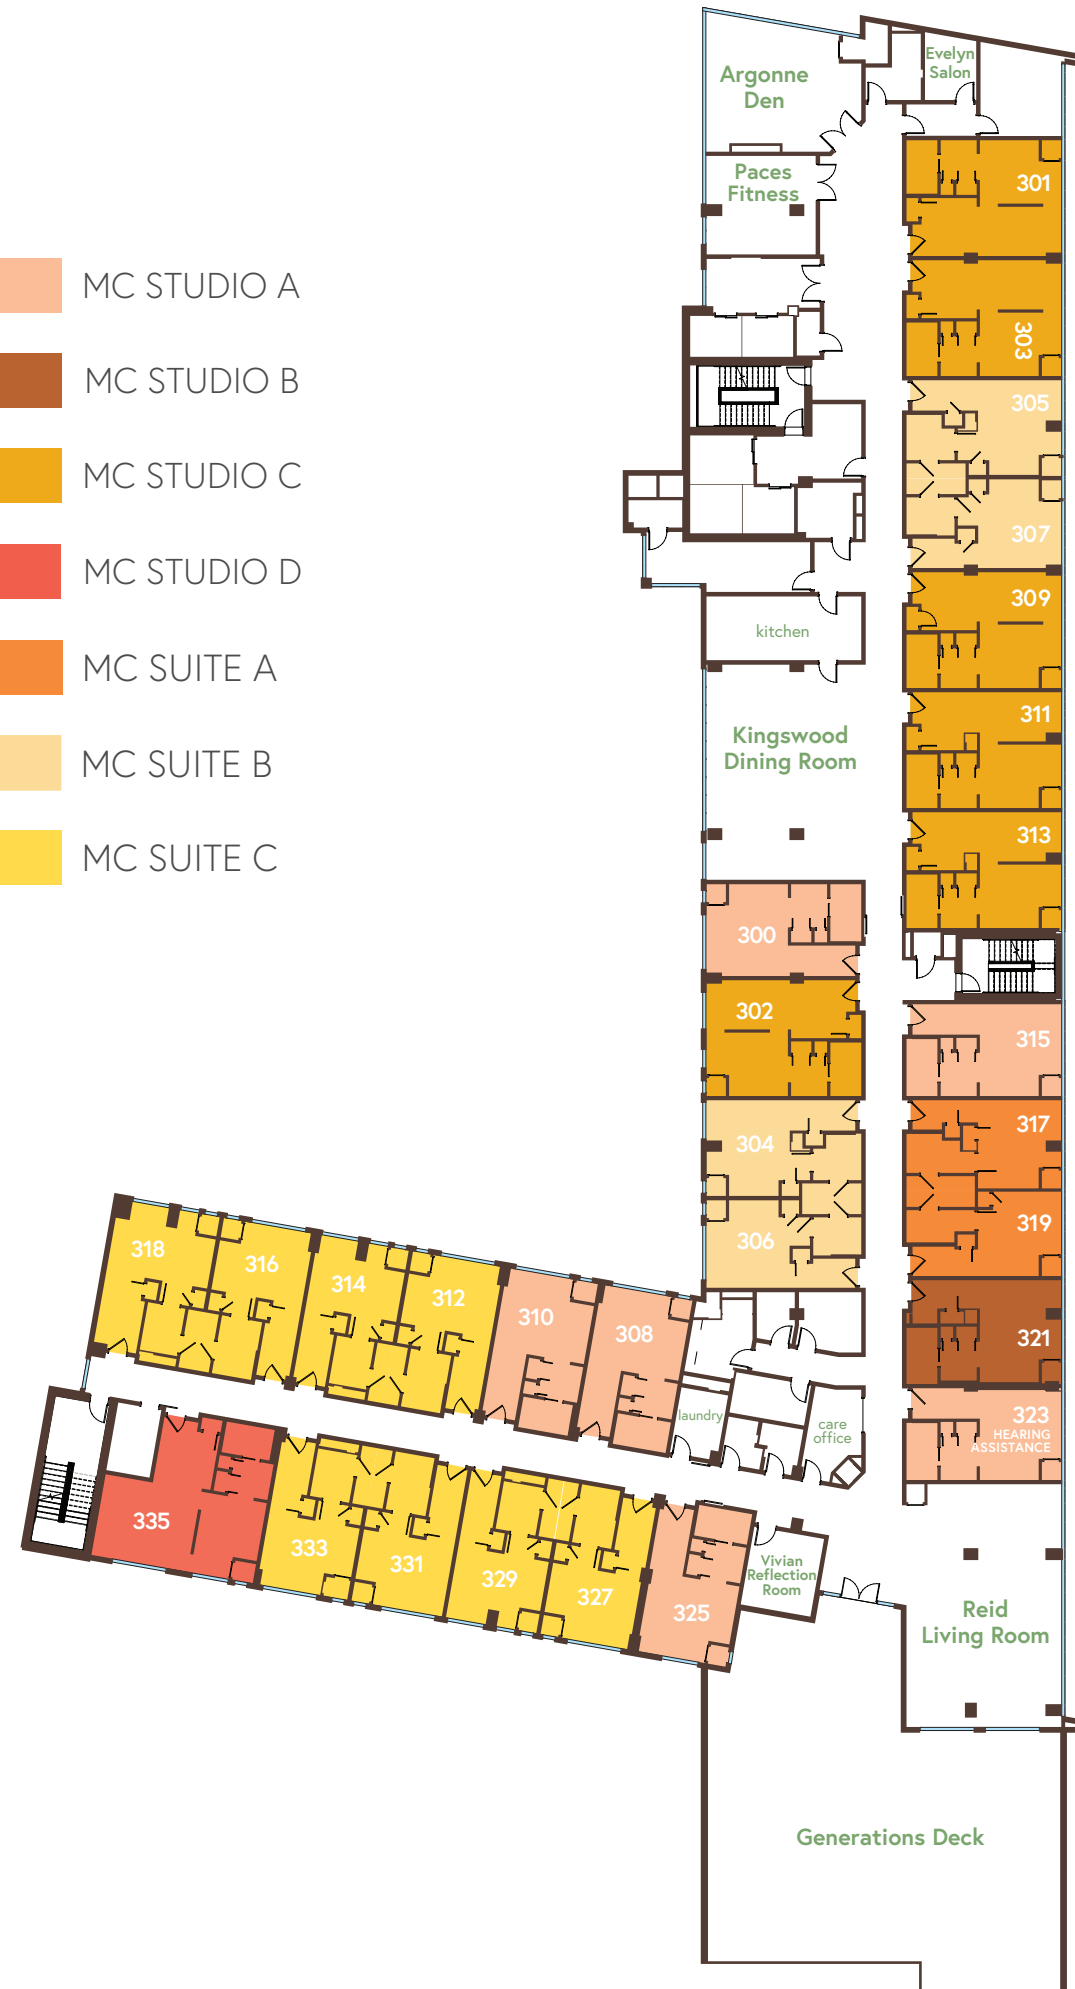 MC STUDIO A
MC STUDIO B
MC STUDIO C
MC STUDIO D
MC SUITE A
MC SUITE B
MC SUITE C
Argonne
Den
Evelyn
Salon
Paces
Fitness
301
303
305
307
309
kitchen
311
Kingswood
Dining Room
313
300
302
315
304
317
306
319
318
316
314
312
310
308
321
laundry
care
office
323
HEARING
ASSISTANCE
335
333
331
329
327
325
Vivian
Reflection
Room
Reid
Living Room
Generations Deck